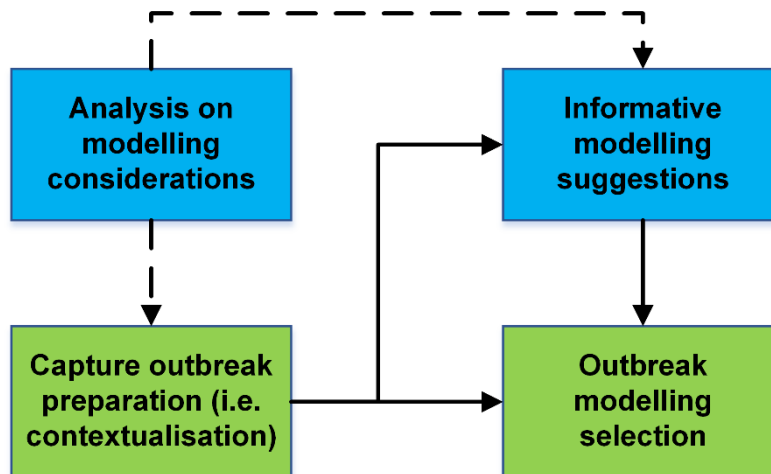 Analysis on
modelling
considerations
Informative
modelling
suggestions
Capture outbreak
preparation (i.e.
contextualisation)
Outbreak
modelling
selection